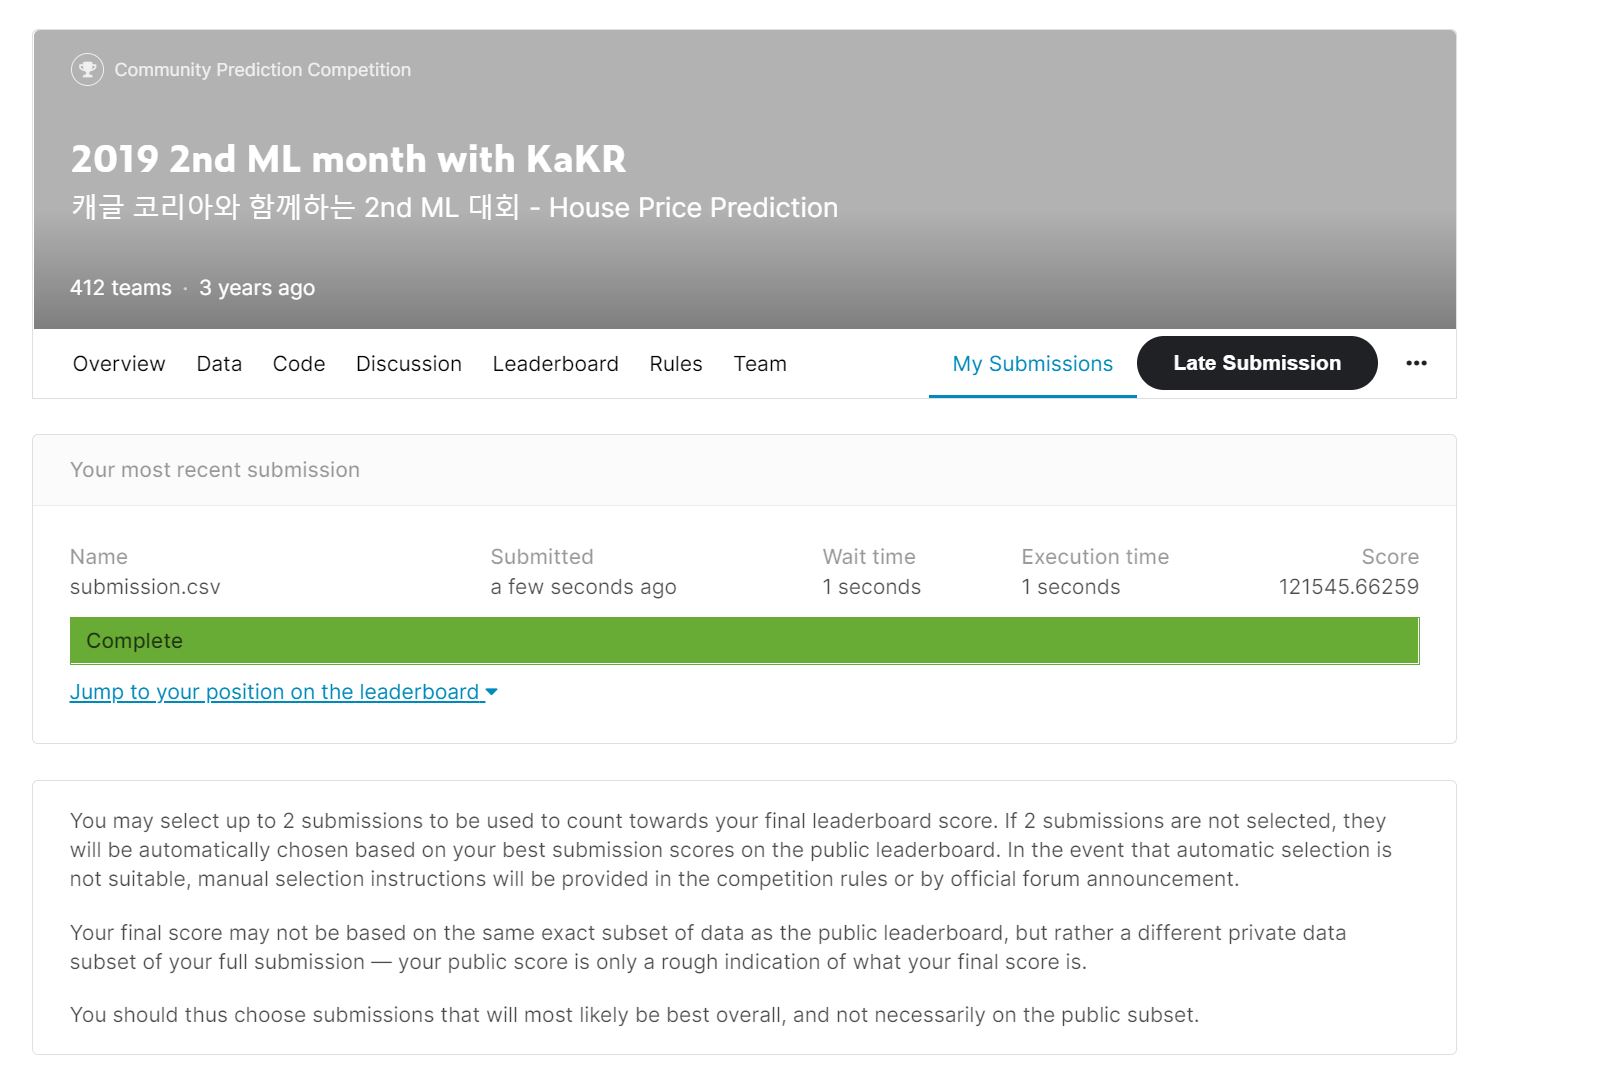 Community Prediction Competition
2019 2nd ML month with KaKR
캐글 코리아와 함께하는 2nd ML 대회 - House Price Prediction
412 teams · 3 years ago
Overview Data Code Discussion Leaderboard Rules Team My Submissions Late Submission
Your most recent submission
Name Submitted Wait time Execution time Score
submission.csv a few seconds ago 1 seconds 1 seconds 121545.66259
Complete
Jump to your position on the leaderboard
You may select up to 2 submissions to be used to count towards your final leaderboard score. If 2 submissions are not selected, they
will be automatically chosen based on your best submission scores on the public leaderboard. In the event that automatic selection is
not suitable, manual selection instructions will be provided in the competition rules or by official forum announcement.
Your final score may not be based on the same exact subset of data as the public leaderboard, but rather a different private data
subset of your full submission — your public score is only a rough indication of what your final score is.
You should thus choose submissions that will most likely be best overall, and not necessarily on the public subset.